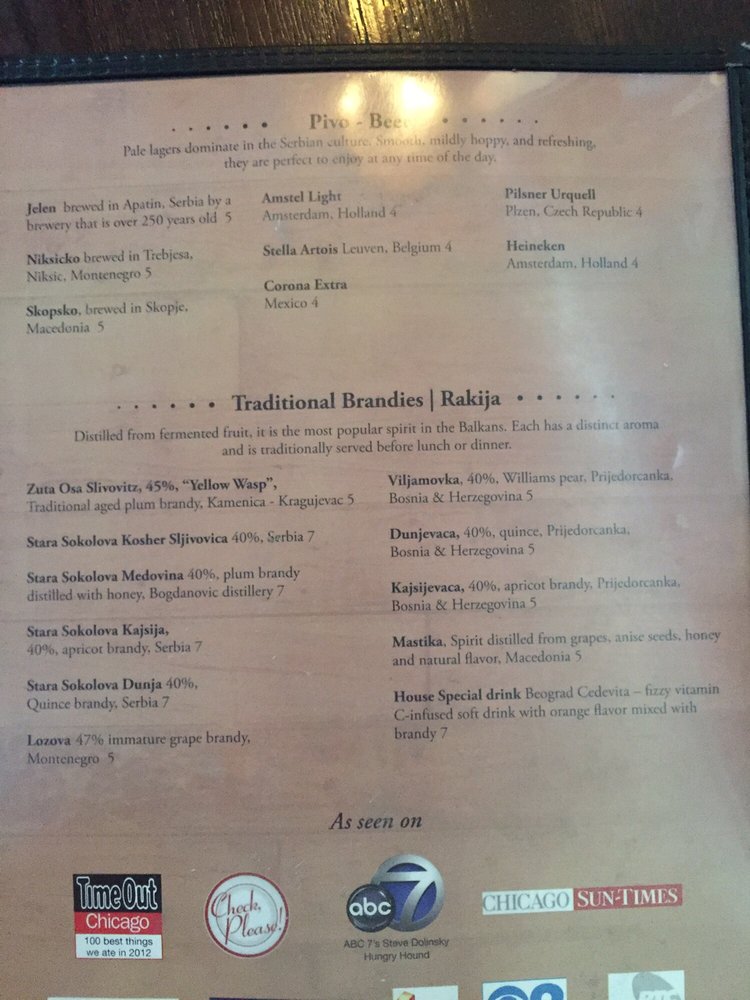 Pivo - Beer
Pale lagers dominate in the Serbian culture. Smooth, mildly hoppy, and refreshing,
they are perfect to enjoy at any time of the day.
Jelen brewed in Apatin, Serbia by a
brewery that is over 250 years old 5
Niksicko brewed in Trebjesa,
Niksic, Montenegro 5
Skopsko, brewed in Skopje,
Macedonia 5
Amstel Light
Amsterdam, Holland 4
Stella Artois Leuven, Belgium 4
Corona Extra
Mexico 4
Pilsner Urquell
Plzen, Czech Republic 4
Heineken
Amsterdam, Holland 4
Traditional Brandies | Rakija
Distilled from fermented fruit, it is the most popular spirit in the Balkans. Each has a distinct aroma
and is traditionally served before lunch or dinner.
Zuta Osa Slivovitz, 45%, “Yellow Wasp”,
Traditional aged plum brandy, Kamenica - Kragujevac 5
Stara Sokolova Kosher Sljivovica 40%, Serbia 7
Stara Sokolova Medovina 40%, plum brandy
distilled with honey, Bogdanovic distillery 7
Stara Sokolova Kajsija,
40%, apricot brandy, Serbia 7
Stara Sokolova Dunja 40%,
Quince brandy, Serbia 7
Lozova 47% immature grape brandy,
Montenegro 5
Viljamovka, 40%, Williams pear, Prijedorcanka,
Bosnia & Herzegovina 5
Dunjevaca, 40%, quince, Prijedorcanka,
Bosnia & Herzegovina 5
Kajsijevaca, 40%, apricot brandy, Prijedorcanka,
Bosnia & Herzegovina 5
Mastika, Spirit distilled from grapes, anise seeds, honey
and natural flavor, Macedonia 5
House Special drink Beograd Cedevita – fizzy vitamin
C-infused soft drink with orange flavor mixed with
brandy 7
As seen on
Time Out
Chicago
100 best things
we ate in 2012
Check,
Please!
abc 7
ABC 7's Steve Dolinsky
Hungry Hound
CHICAGO SUN-TIMES